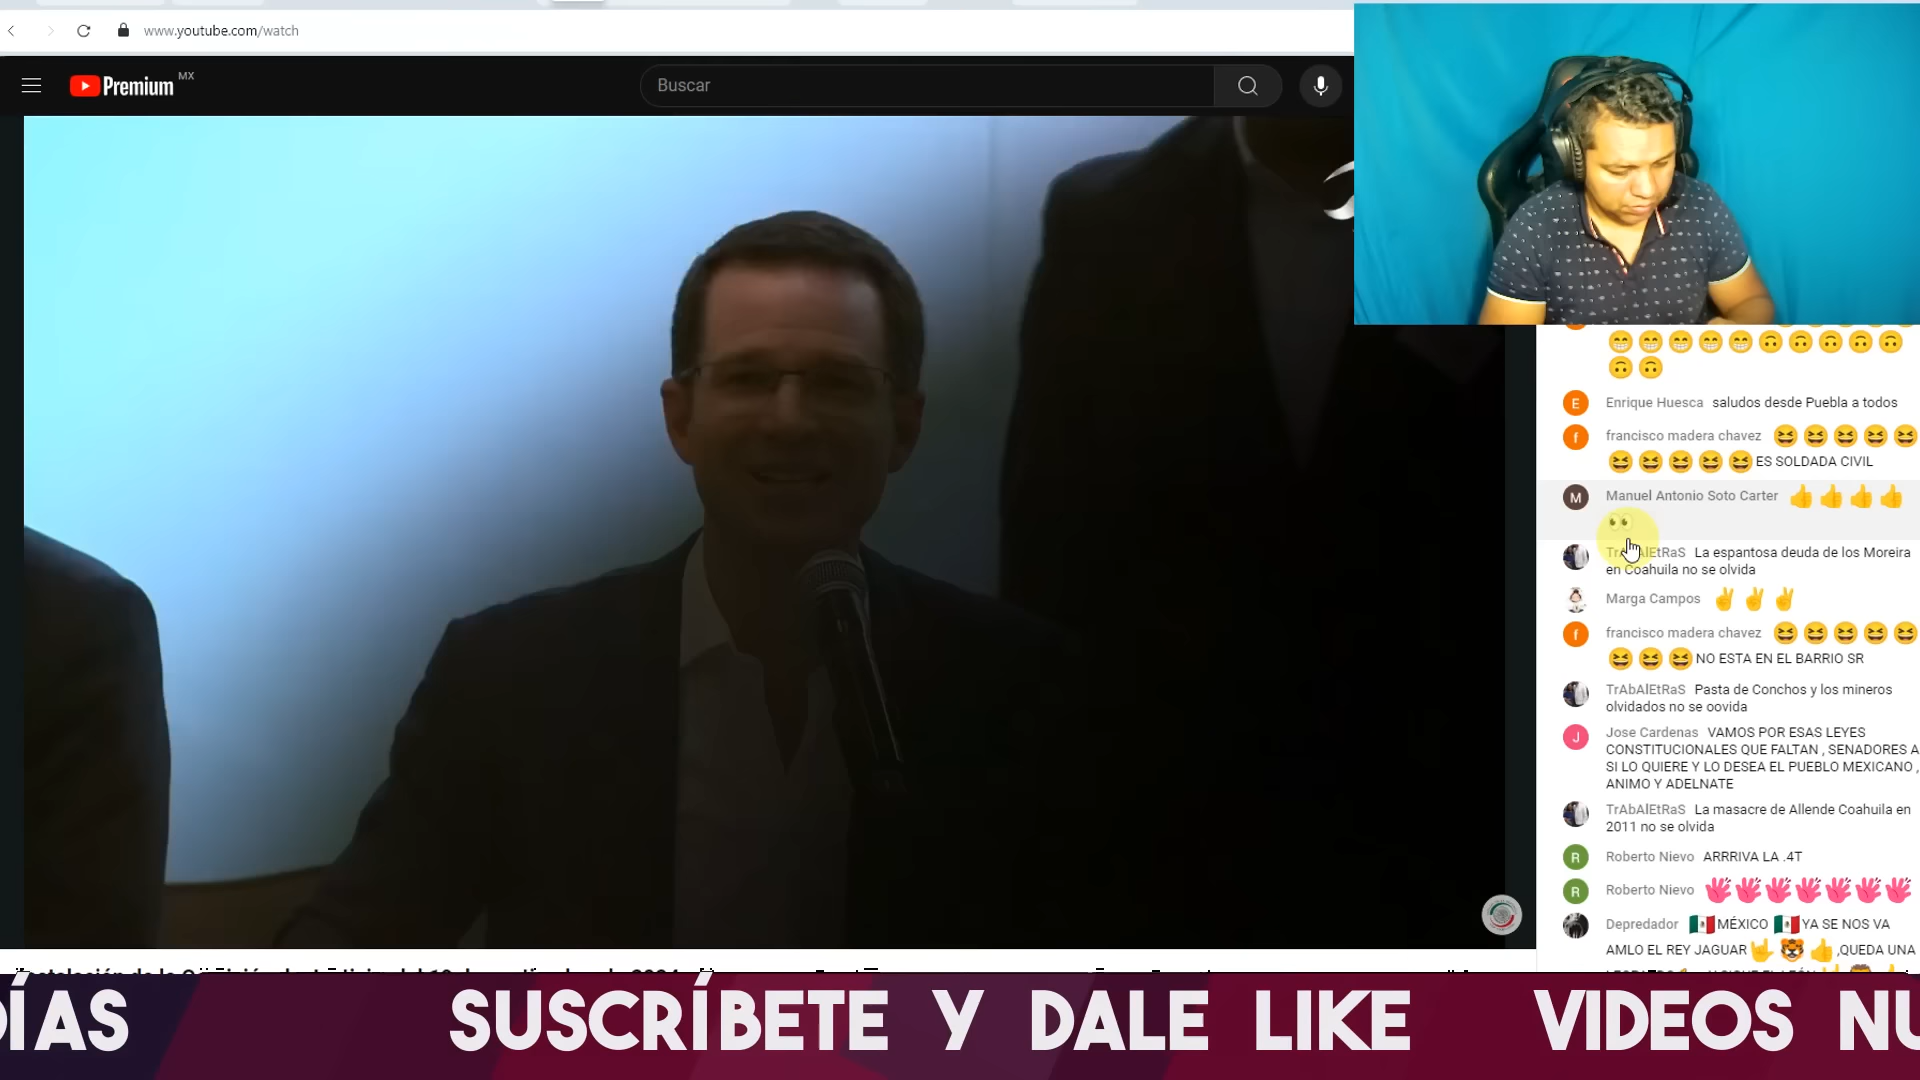 www.youtube.com/watch
Premium MX
Buscar
Enrique Huesca saludos desde Puebla a todos
francisco madera chavez 😆😆😆😆😆
😆😆😆😆😆ES SOLDADA CIVIL
Manuel Antonio Soto Carter 👍👍👍👍
👀
TrAbAlEtRaS La espantosa deuda de los Moreira
en Coahuila no se olvida
Marga Campos ✌✌✌
francisco madera chavez 😆😆😆😆😆
😆😆😆NO ESTA EN EL BARRIO SR
TrAbAlEtRaS Pasta de Conchos y los mineros
olvidados no se oovida
Jose Cardenas VAMOS POR ESAS LEYES
CONSTITUCIONALES QUE FALTAN , SENADORES A
SI LO QUIERE Y LO DESEA EL PUEBLO MEXICANO ,
ANIMO Y ADELNATE
TrAbAlEtRaS La masacre de Allende Coahuila en
2011 no se olvida
Roberto Nievo ARRRIVA LA .4T
Roberto Nievo
Depredador 🇲🇽MÉXICO 🇲🇽YA SE NOS VA
AMLO EL REY JAGUAR🤟🐯👍,QUEDA UNA
ÍAS SUSCRÍBETE Y DALE LIKE VIDEOS NU